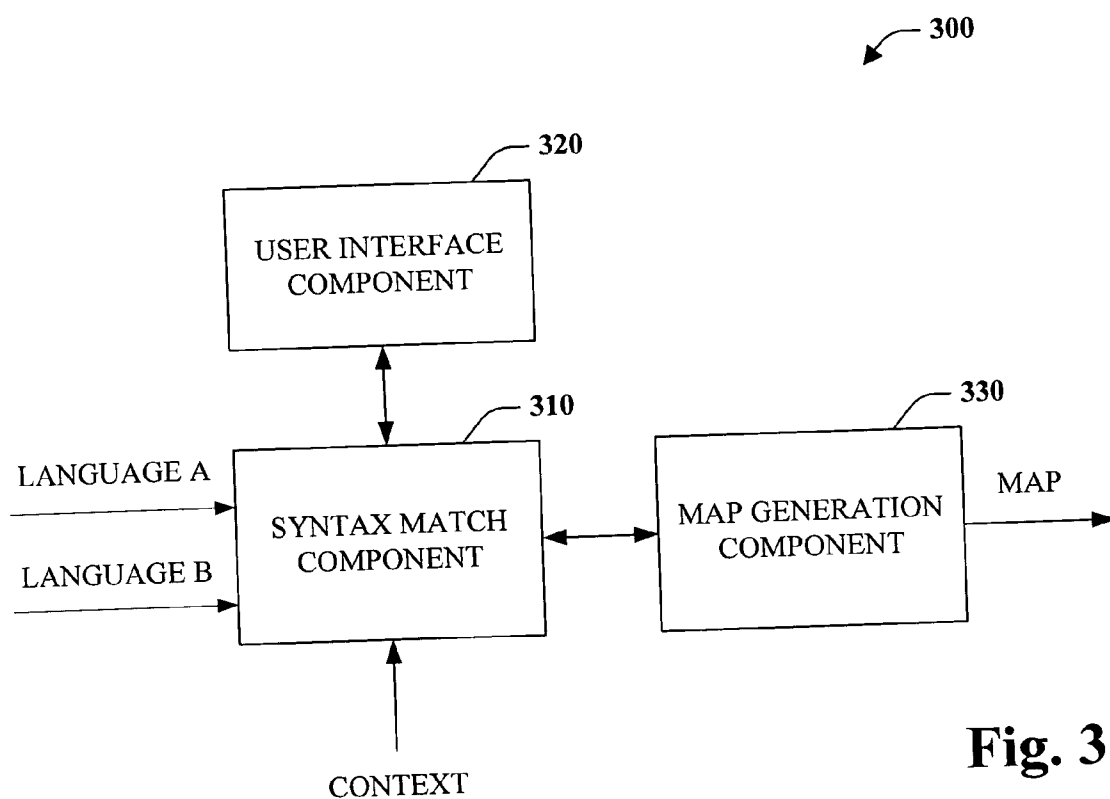 300
320
USER INTERFACE
COMPONENT
310
330
LANGUAGE A
SYNTAX MATCH
COMPONENT
LANGUAGE B
MAP GENERATION
COMPONENT
MAP
CONTEXT
Fig. 3